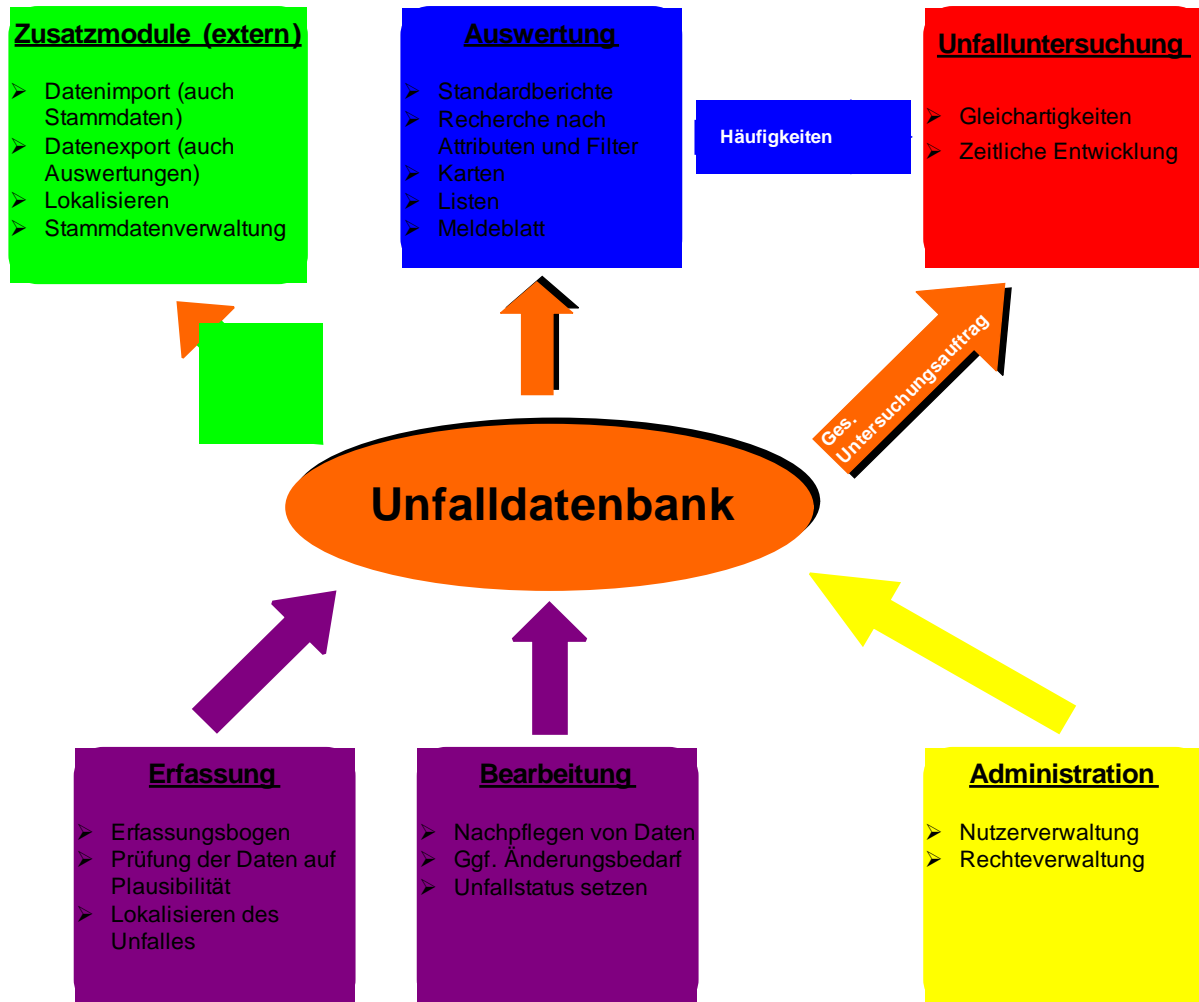 Zusatzmodule (extern)
➢ Datenimport (auch
Stammdaten)
➢ Datenexport (auch
Auswertungen)
➢ Lokalisieren
➢ Stammdatenverwaltung
Auswertung
➢ Standardberichte
➢ Recherche nach
Attributen und Filter
➢ Karten
➢ Listen
➢ Meldeblatt
Häufigkeiten
Unfalluntersuchung
➢ Gleichartigkeiten
➢ Zeitliche Entwicklung
Ges.
Untersuchungsauftrag
Unfalldatenbank
Erfassung
➢ Erfassungsbogen
➢ Prüfung der Daten auf
Plausibilität
➢ Lokalisieren des
Unfalles
Bearbeitung
➢ Nachpflegen von Daten
➢ Ggf. Änderungsbedarf
➢ Unfallstatus setzen
Administration
➢ Nutzerverwaltung
➢ Rechteverwaltung